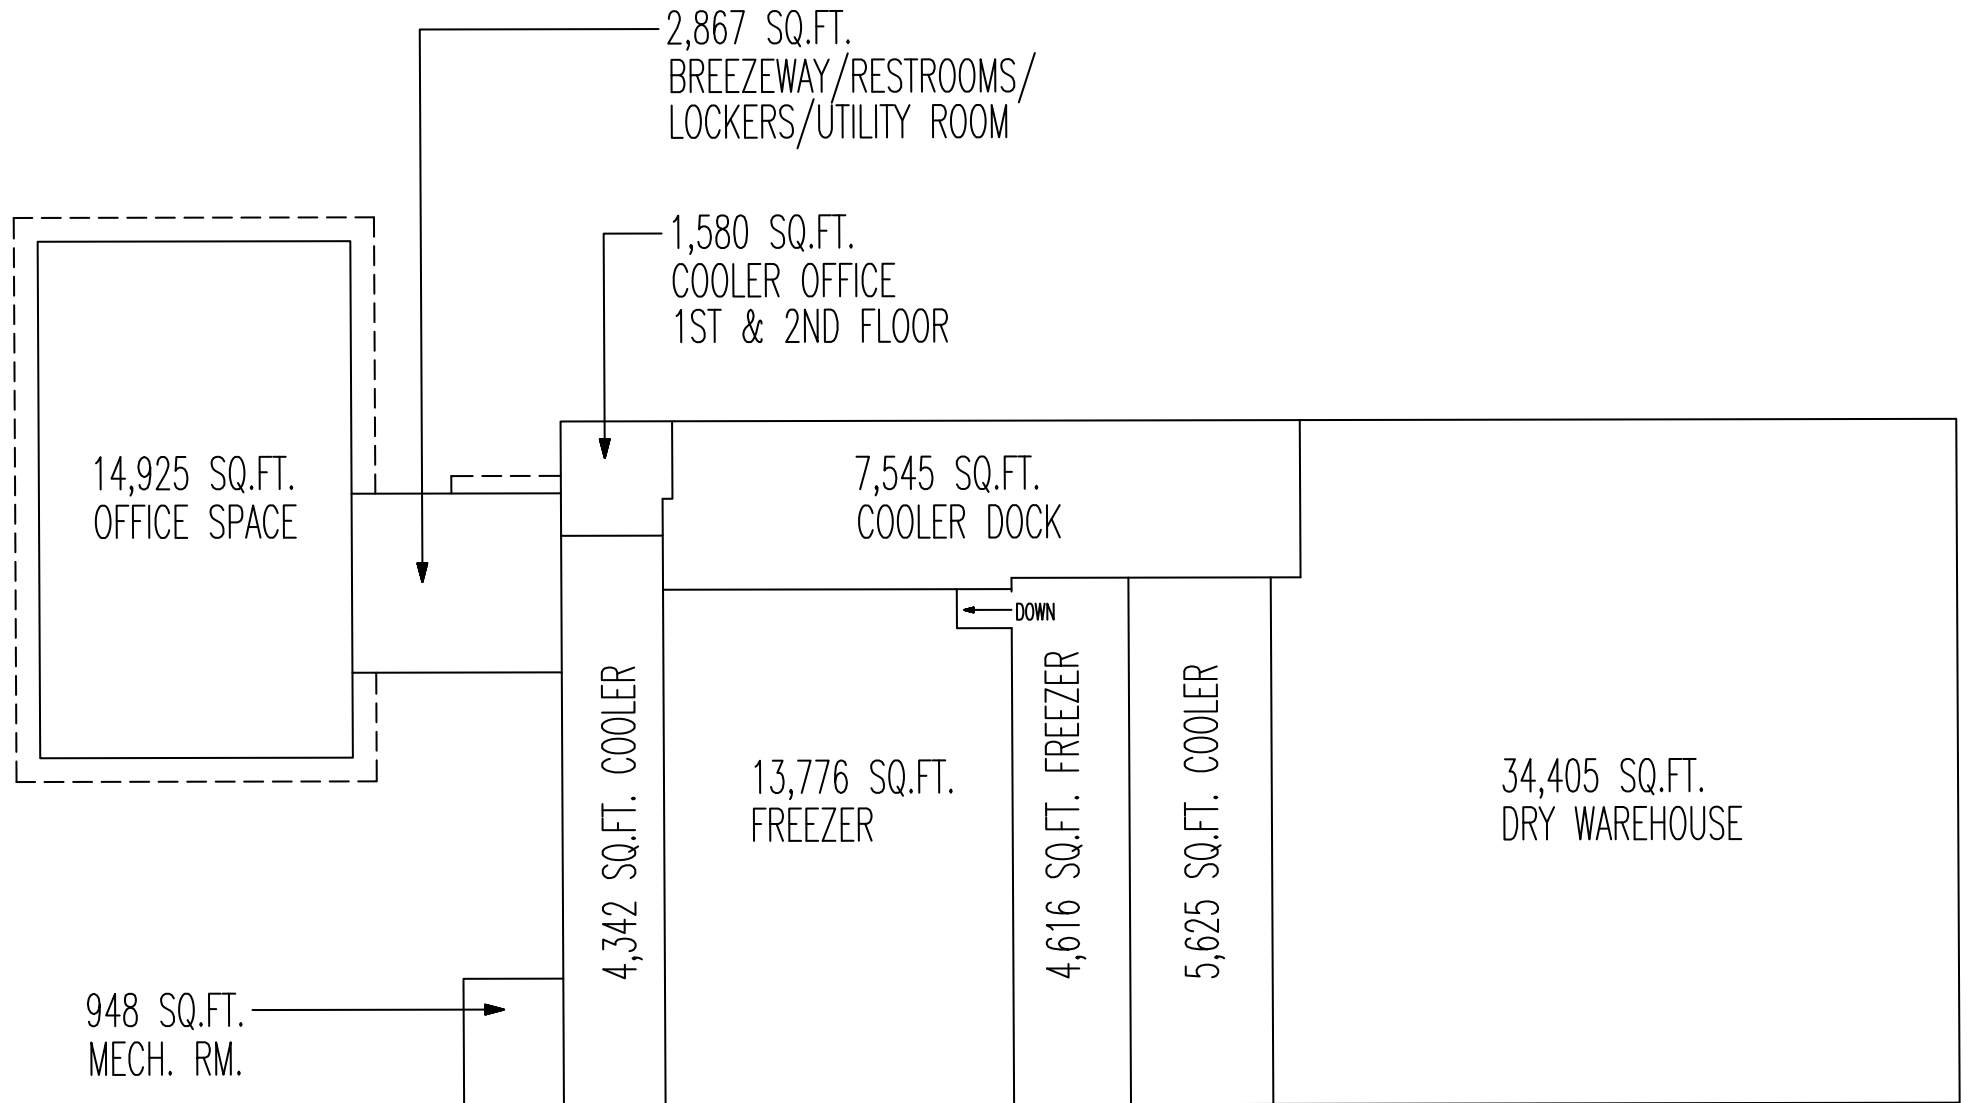 2,867 SQ.FT.
BREEZEWAY/RESTROOMS/
LOCKERS/UTILITY ROOM
1,580 SQ.FT.
COOLER OFFICE
1ST & 2ND FLOOR
14,925 SQ.FT.
OFFICE SPACE
7,545 SQ.FT.
COOLER DOCK
DOWN
4,342 SQ.FT. COOLER
13,776 SQ.FT.
FREEZER
4,616 SQ.FT. FREEZER
5,625 SQ.FT. COOLER
34,405 SQ.FT.
DRY WAREHOUSE
948 SQ.FT.
MECH. RM.